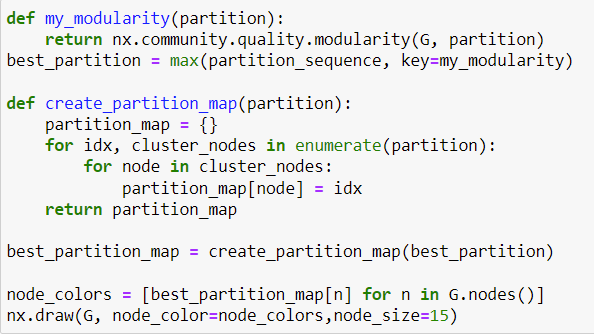 def my_modularity(partition):
    return nx.community.quality.modularity(G, partition)
best_partition = max(partition_sequence, key=my_modularity)

def create_partition_map(partition):
    partition_map = {}
    for idx, cluster_nodes in enumerate(partition):
        for node in cluster_nodes:
            partition_map[node] = idx
    return partition_map

best_partition_map = create_partition_map(best_partition)

node_colors = [best_partition_map[n] for n in G.nodes()]
nx.draw(G, node_color=node_colors,node_size=15)